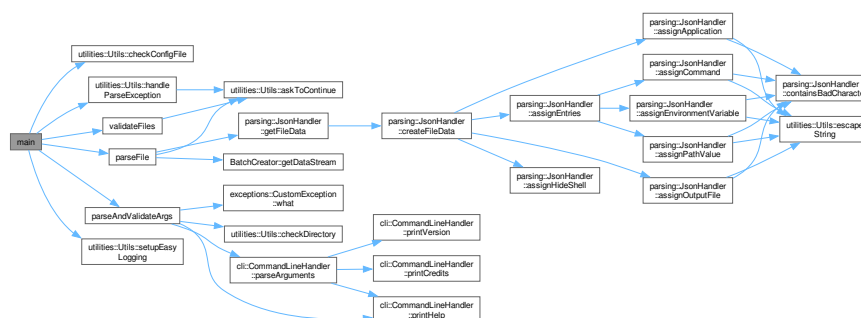 main
utilities::Utils::checkConfigFile
utilities::Utils::handle
ParseException
validateFiles
parseFile
parseAndValidateArgs
utilities::Utils::setupEasy
Logging
utilities::Utils::askToContinue
parsing::JsonHandler
::getFileData
BatchCreator::getDataStream
exceptions::CustomException
::what
utilities::Utils::checkDirectory
cli::CommandLineHandler
::parseArguments
parsing::JsonHandler
::createFileData
cli::CommandLineHandler
::printVersion
cli::CommandLineHandler
::printCredits
cli::CommandLineHandler
::printHelp
parsing::JsonHandler
::assignEntries
parsing::JsonHandler
::assignHideShell
parsing::JsonHandler
::assignApplication
parsing::JsonHandler
::assignCommand
parsing::JsonHandler
::assignEnvironmentVariable
parsing::JsonHandler
::assignPathValue
parsing::JsonHandler
::assignOutputFile
parsing::JsonHandler
::containsBadCharacte
utilities::Utils::escape
String